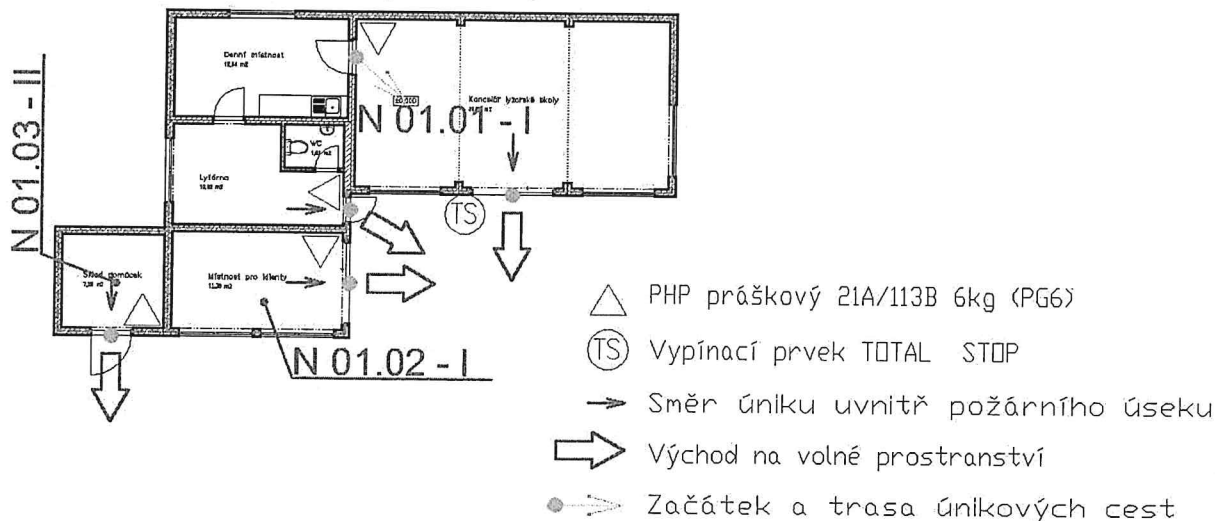 Denní místnost
Kancelář lyžařské školy
N 01.01 - I
WC
Lyžárna
TS
N 01.03 - II
Sklad pomůcek
Místnost pro klienty
N 01.02 - I
PHP práškový 21A/113B 6kg (PG6)
TS Vypínací prvek TOTAL STOP
Směr úniku uvnitř požárního úseku
Východ na volné prostranství
Začátek a trasa únikových cest